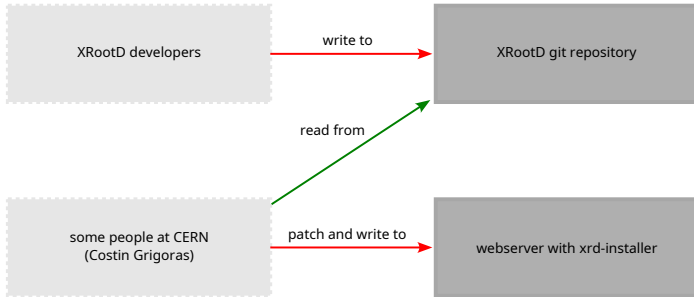 XRootD developers
write to
XRootD git repository
read from
some people at CERN
(Costin Grigoras)
patch and write to
webserver with xrd-installer